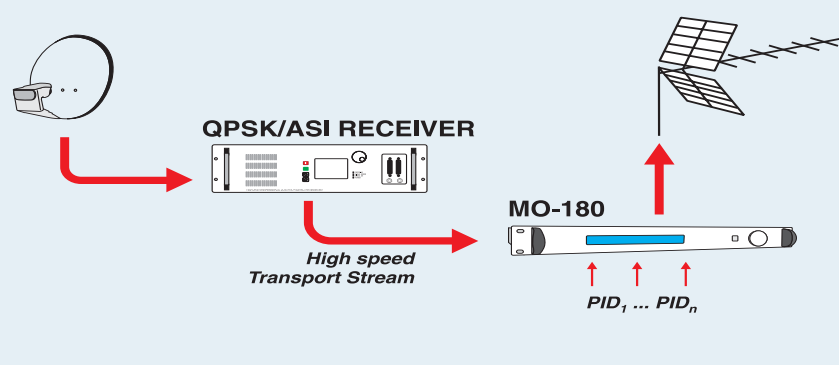 QPSK/ASI RECEIVER
MO-180
High speed
Transport Stream
PID₁ ... PIDₙ